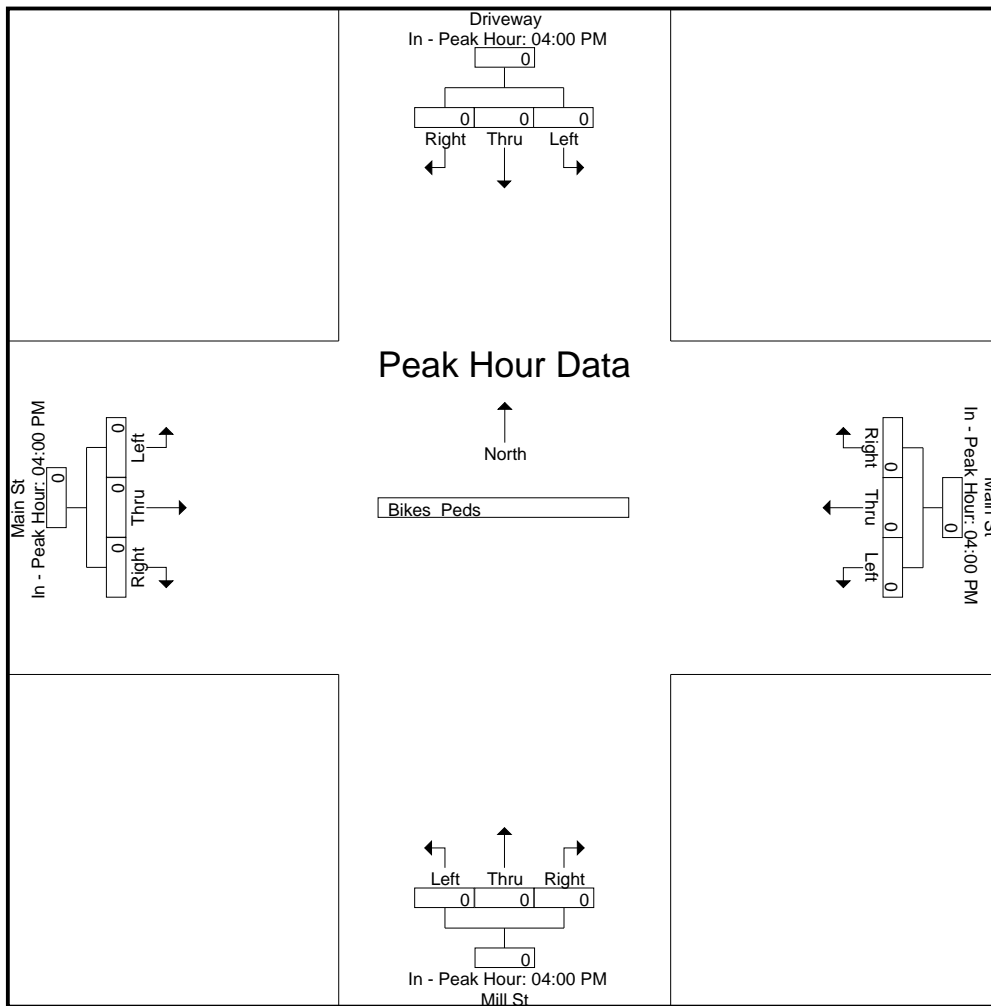 Driveway
In - Peak Hour: 04:00 PM
0
0 0 0
Right Thru Left
Peak Hour Data
North
Bikes Peds
Main St
In - Peak Hour: 04:00 PM
0
0 0 0
Left Thru Right
Main St
In - Peak Hour: 04:00 PM
0
0 0 0
Right Thru Left
Left Thru Right
0 0 0
0
In - Peak Hour: 04:00 PM
Mill St